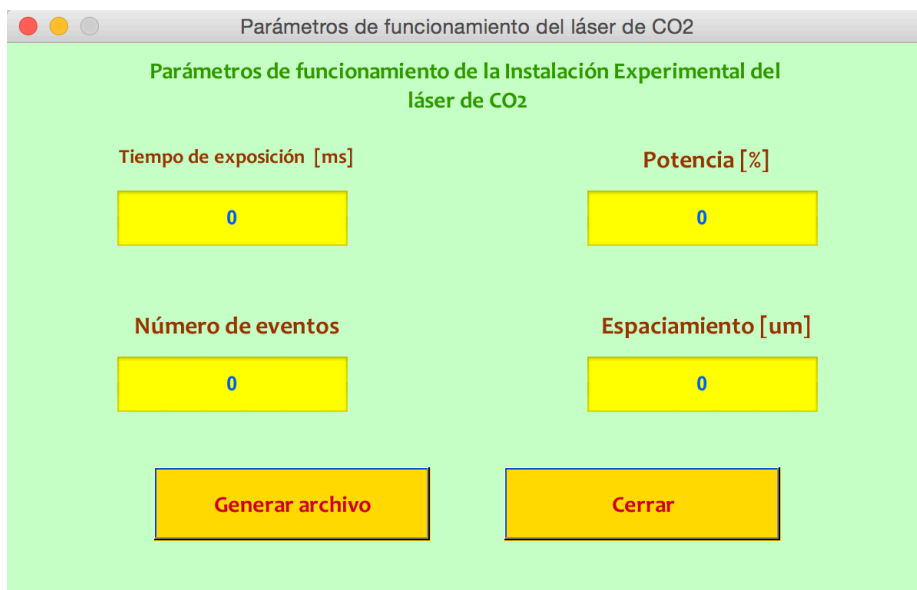 Parámetros de funcionamiento del láser de CO2
Parámetros de funcionamiento de la Instalación Experimental del
láser de CO2
Tiempo de exposición [ms]
Potencia [%]
0
0
Número de eventos
Espaciamiento [um]
0
0
Generar archivo
Cerrar